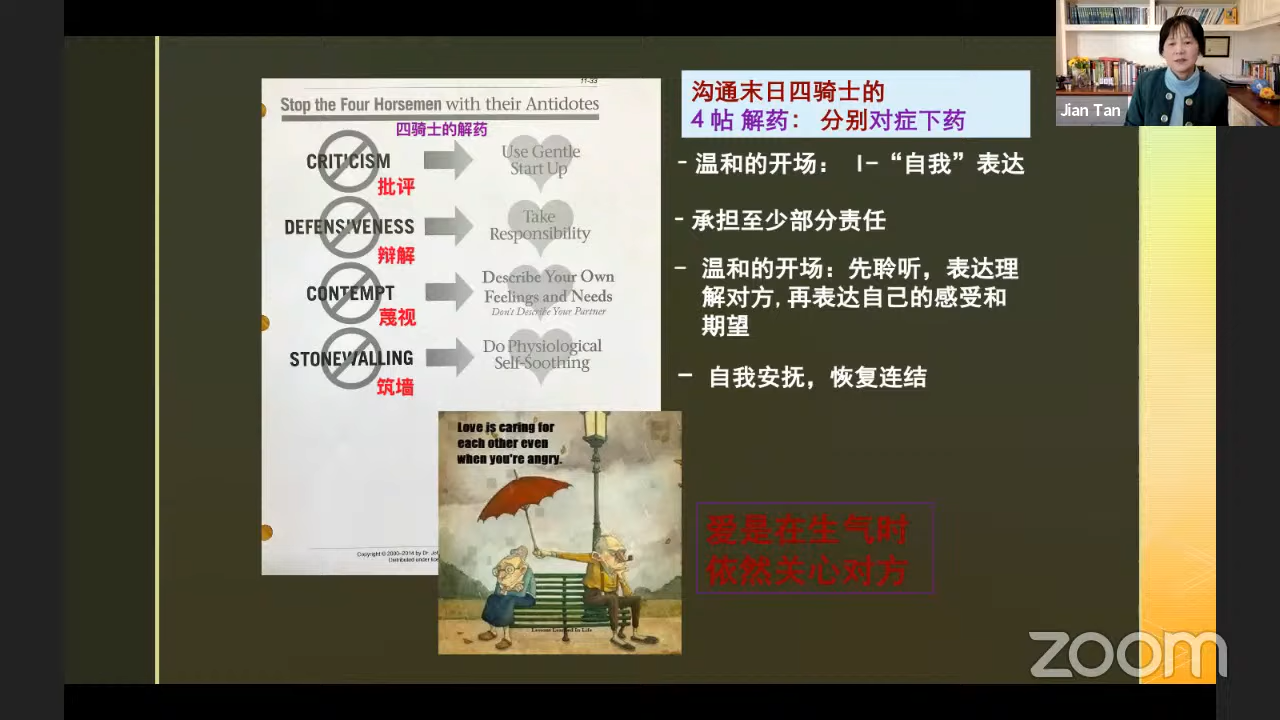 11-33
Stop the Four Horsemen with their Antidotes
四骑士的解药
CRITICISM
批评
Use Gentle
Start Up
DEFENSIVENESS
辩解
Take
Responsibility
CONTEMPT
蔑视
Describe Your Own
Feelings and Needs
Don't Describe Your Partner
STONEWALLING
筑墙
Do Physiological
Self-Soothing
Copyright © 2000-2014 by Dr.
Distributed under
Love is caring for
each other even
when you're angry.
Lessons Learned In Life
沟通末日四骑士的
4 帖 解药： 分别对症下药
- 温和的开场： I-“自我”表达
- 承担至少部分责任
- 温和的开场：先聆听，表达理
解对方,再表达自己的感受和
期望
- 自我安抚，恢复连结
爱是在生气时
依然关心对方
Jian Tan
zoom